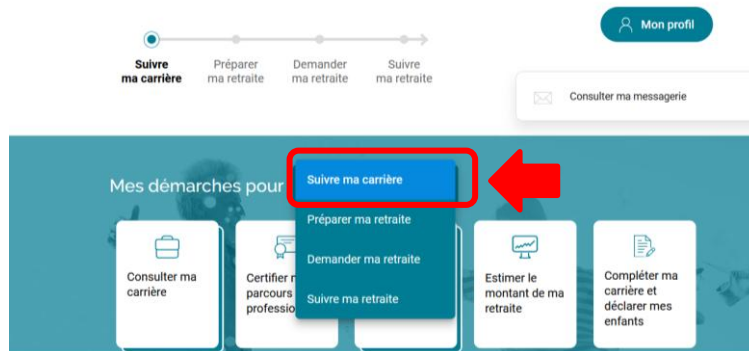 Mon profil
Suivre
ma carrière
Préparer
ma retraite
Demander
ma retraite
Suivre
ma retraite
Consulter ma messagerie
Mes démarches pour
Suivre ma carrière
Préparer ma retraite
Demander ma retraite
Suivre ma retraite
Consulter ma
carrière
Certifier
parcours
Estimer le
montant de ma
retraite
Compléter ma
carrière et
déclarer mes
enfants